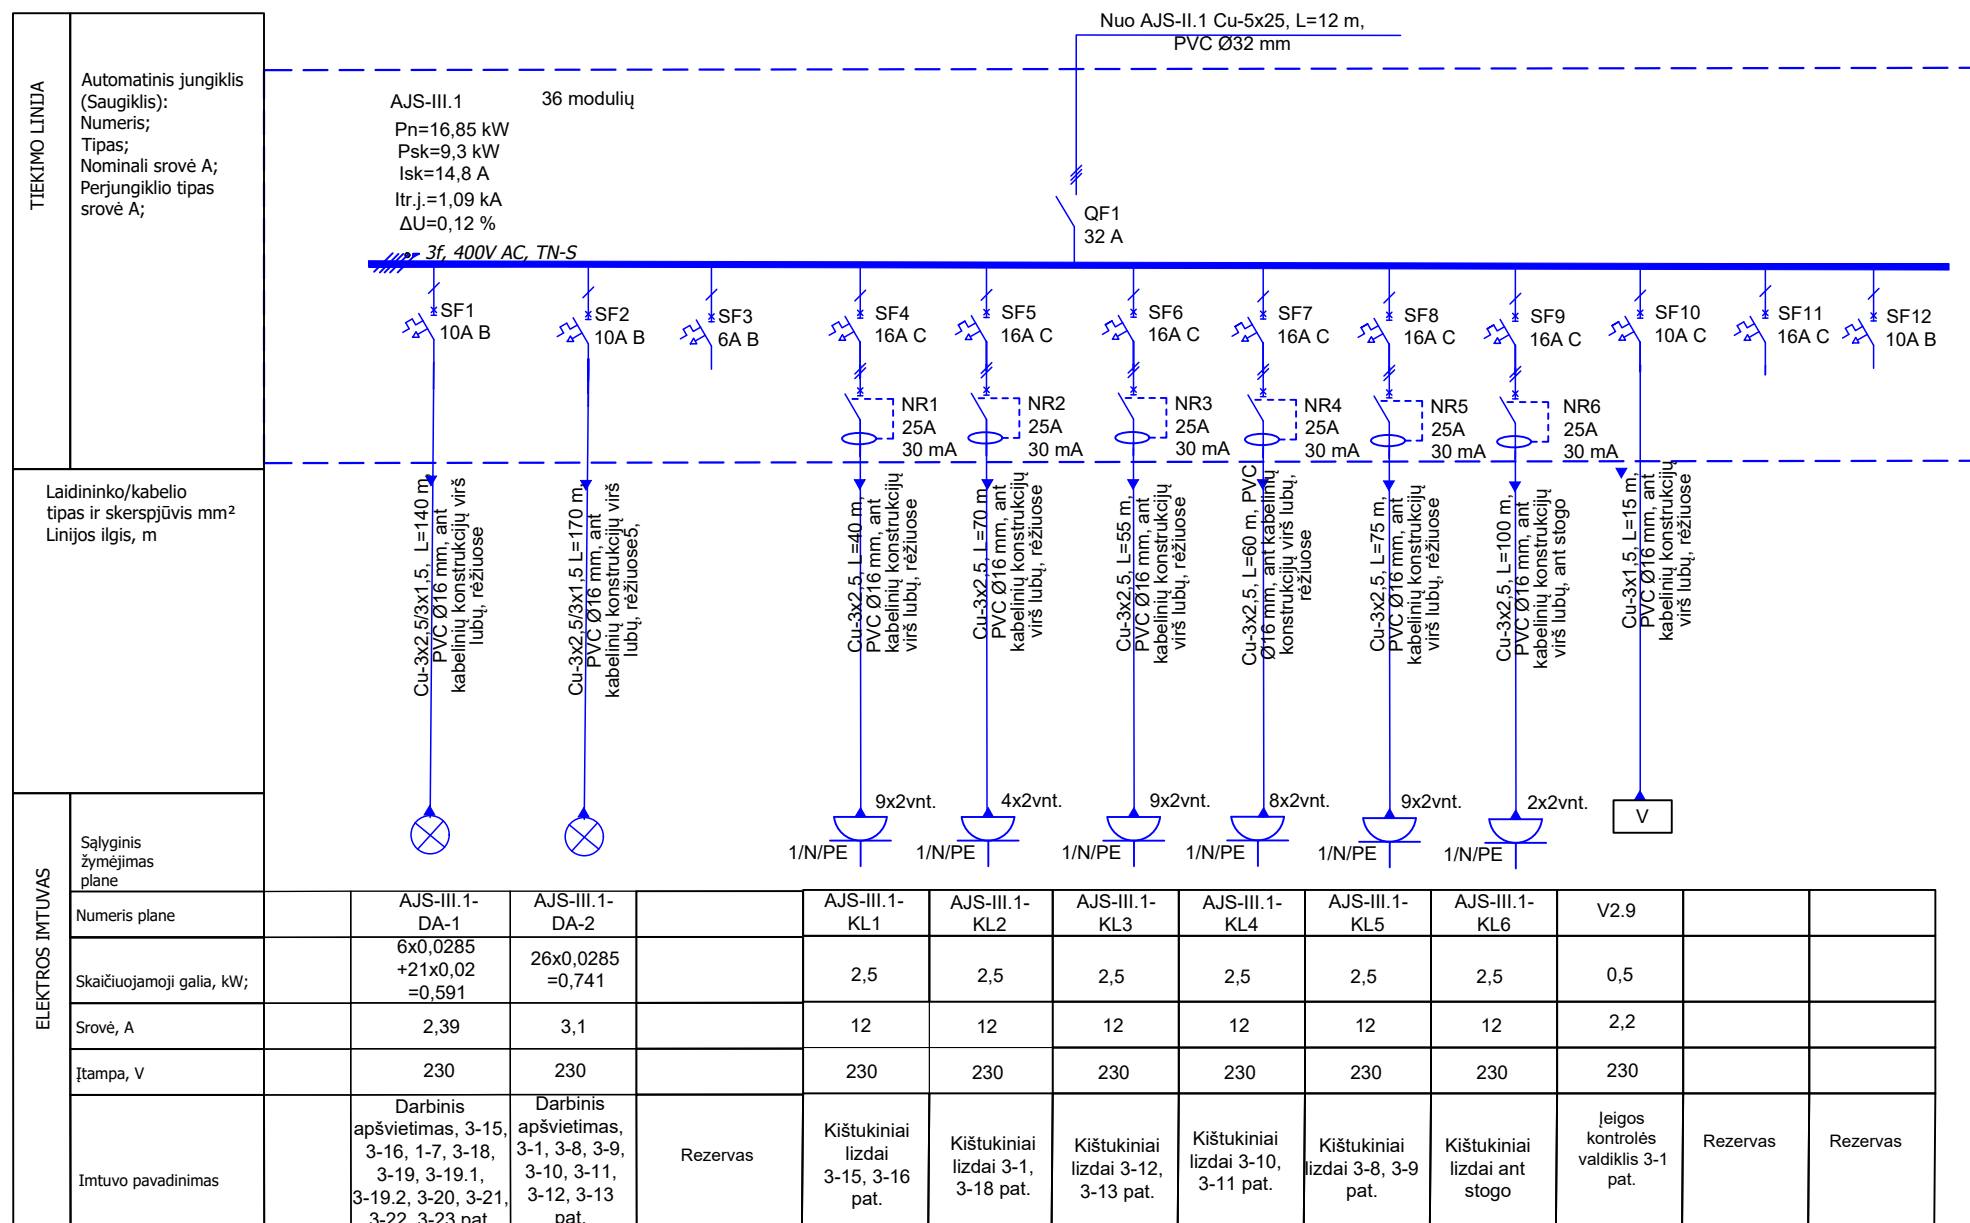 Nuo AJS-II.1 Cu-5x25, L=12 m,
PVC Ø32 mm
TIEKIMO LINIJA
Automatinis jungiklis
(Saugiklis):
Numeris;
Tipas;
Nominali srovė A;
Perjungiklio tipas
srovė A;
AJS-III.1
36 modulių
Pn=16,85 kW
Psk=9,3 kW
Isk=14,8 A
Itr.j.=1,09 kA
ΔU=0,12 %
3f, 400V AC, TN-S
QF1
32 A
SF1
10A B
SF2
10A B
SF3
6A B
SF4
16A C
SF5
16A C
SF6
16A C
SF7
16A C
SF8
16A C
SF9
16A C
SF10
10A C
SF11
16A C
SF12
10A B
NR1
25A
30 mA
NR2
25A
30 mA
NR3
25A
30 mA
NR4
25A
30 mA
NR5
25A
30 mA
NR6
25A
30 mA
Laidininko/kabelio
tipas ir skerspjūvis mm²
Linijos ilgis, m
Cu-3x2,5/3x1,5, L=140 m,
PVC Ø16 mm, ant
kabelinių konstrukcijų virš
lubų, rėžiuose
Cu-3x2,5/3x1,5 L=170 m,
PVC Ø16 mm, ant
kabelinių konstrukcijų virš
lubų, rėžiuose5,
Cu-3x2,5, L=40 m,
PVC Ø16 mm, ant
kabelinių konstrukcijų
virš lubų, rėžiuose
Cu-3x2,5, L=70 m,
PVC Ø16 mm, ant
kabelinių konstrukcijų
virš lubų, rėžiuose
Cu-3x2,5, L=55 m,
PVC Ø16 mm, ant
kabelinių konstrukcijų
virš lubų, rėžiuose
Cu-3x2,5, L=60 m, PVC
Ø16 mm, ant kabelinių
konstrukcijų virš lubų,
rėžiuose
Cu-3x2,5, L=75 m,
PVC Ø16 mm, ant
kabelinių konstrukcijų
virš lubų, rėžiuose
Cu-3x2,5, L=100 m,
PVC Ø16 mm, ant
kabelinių konstrukcijų
virš lubų, ant stogo
Cu-3x1,5, L=15 m,
PVC Ø16 mm, ant
kabelinių konstrukcijų
virš lubų, rėžiuose
ELEKTROS IMTUVAS
Sąlyginis
žymėjimas
plane
9x2vnt.
1/N/PE
4x2vnt.
9x2vnt.
1/N/PE
8x2vnt.
1/N/PE
9x2vnt.
1/N/PE
2x2vnt.
1/N/PE
V
Numeris plane
AJS-III.1-
DA-1
AJS-III.1-
DA-2
AJS-III.1-
KL1
AJS-III.1-
KL2
AJS-III.1-
KL3
AJS-III.1-
KL4
AJS-III.1-
KL5
AJS-III.1-
KL6
V2.9
Skaičiuojamoji galia, kW;
6x0,0285
+21x0,02
=0,591
26x0,0285
=0,741
2,5
2,5
2,5
2,5
2,5
2,5
0,5
Srovė, A
2,39
3,1
12
12
12
12
12
12
2,2
Įtampa, V
230
230
230
230
230
230
230
230
230
Imtuvo pavadinimas
Darbinis
apšvietimas, 3-15,
3-16, 1-7, 3-18,
3-19, 3-19.1,
3-19.2, 3-20, 3-21,
3-22, 3-23 pat.
Darbinis
apšvietimas,
3-1, 3-8, 3-9,
3-10, 3-11,
3-12, 3-13
pat.
Rezervas
Kištukiniai
lizdai
3-15, 3-16
pat.
Kištukiniai
lizdai 3-1,
3-18 pat.
Kištukiniai
lizdai 3-12,
3-13 pat.
Kištukiniai
lizdai 3-10,
3-11 pat.
Kištukiniai
lizdai 3-8, 3-9
pat.
Kištukiniai
lizdai ant
stogo
Įeigos
kontrolės
valdiklis 3-1
pat.
Rezervas
Rezervas